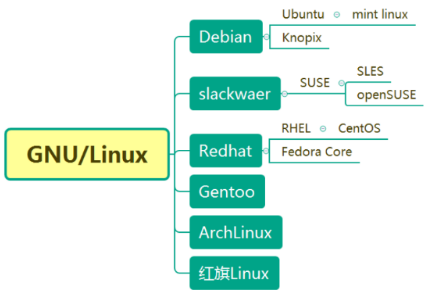 GNU/Linux
Debian
Ubuntu
mint linux
Knopix
slackwaer
SUSE
SLES
openSUSE
Redhat
RHEL
CentOS
Fedora Core
Gentoo
ArchLinux
红旗Linux